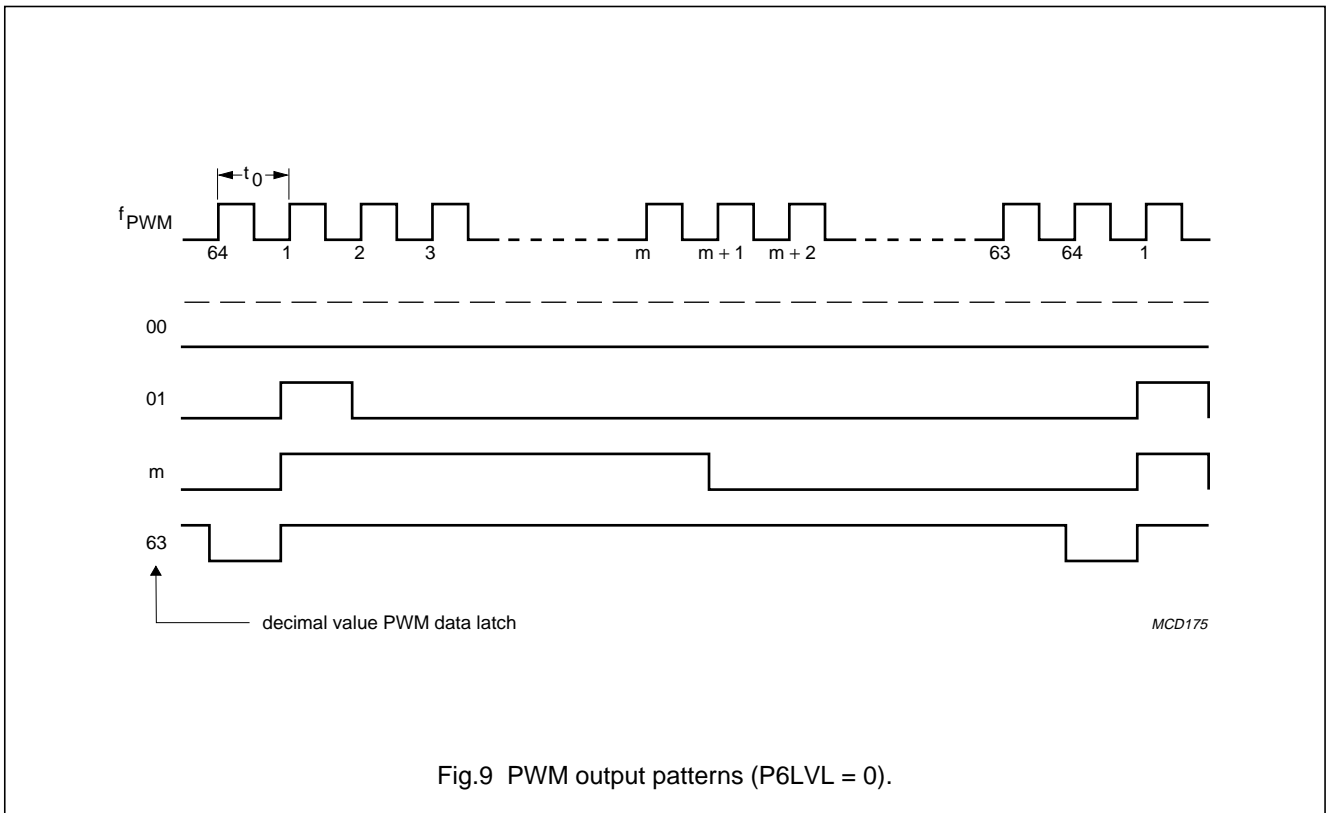 t0
fPWM
64 1 2 3 m m + 1 m + 2 63 64 1
00
01
m
63
decimal value PWM data latch
MCD175
Fig.9 PWM output patterns (P6LVL = 0).